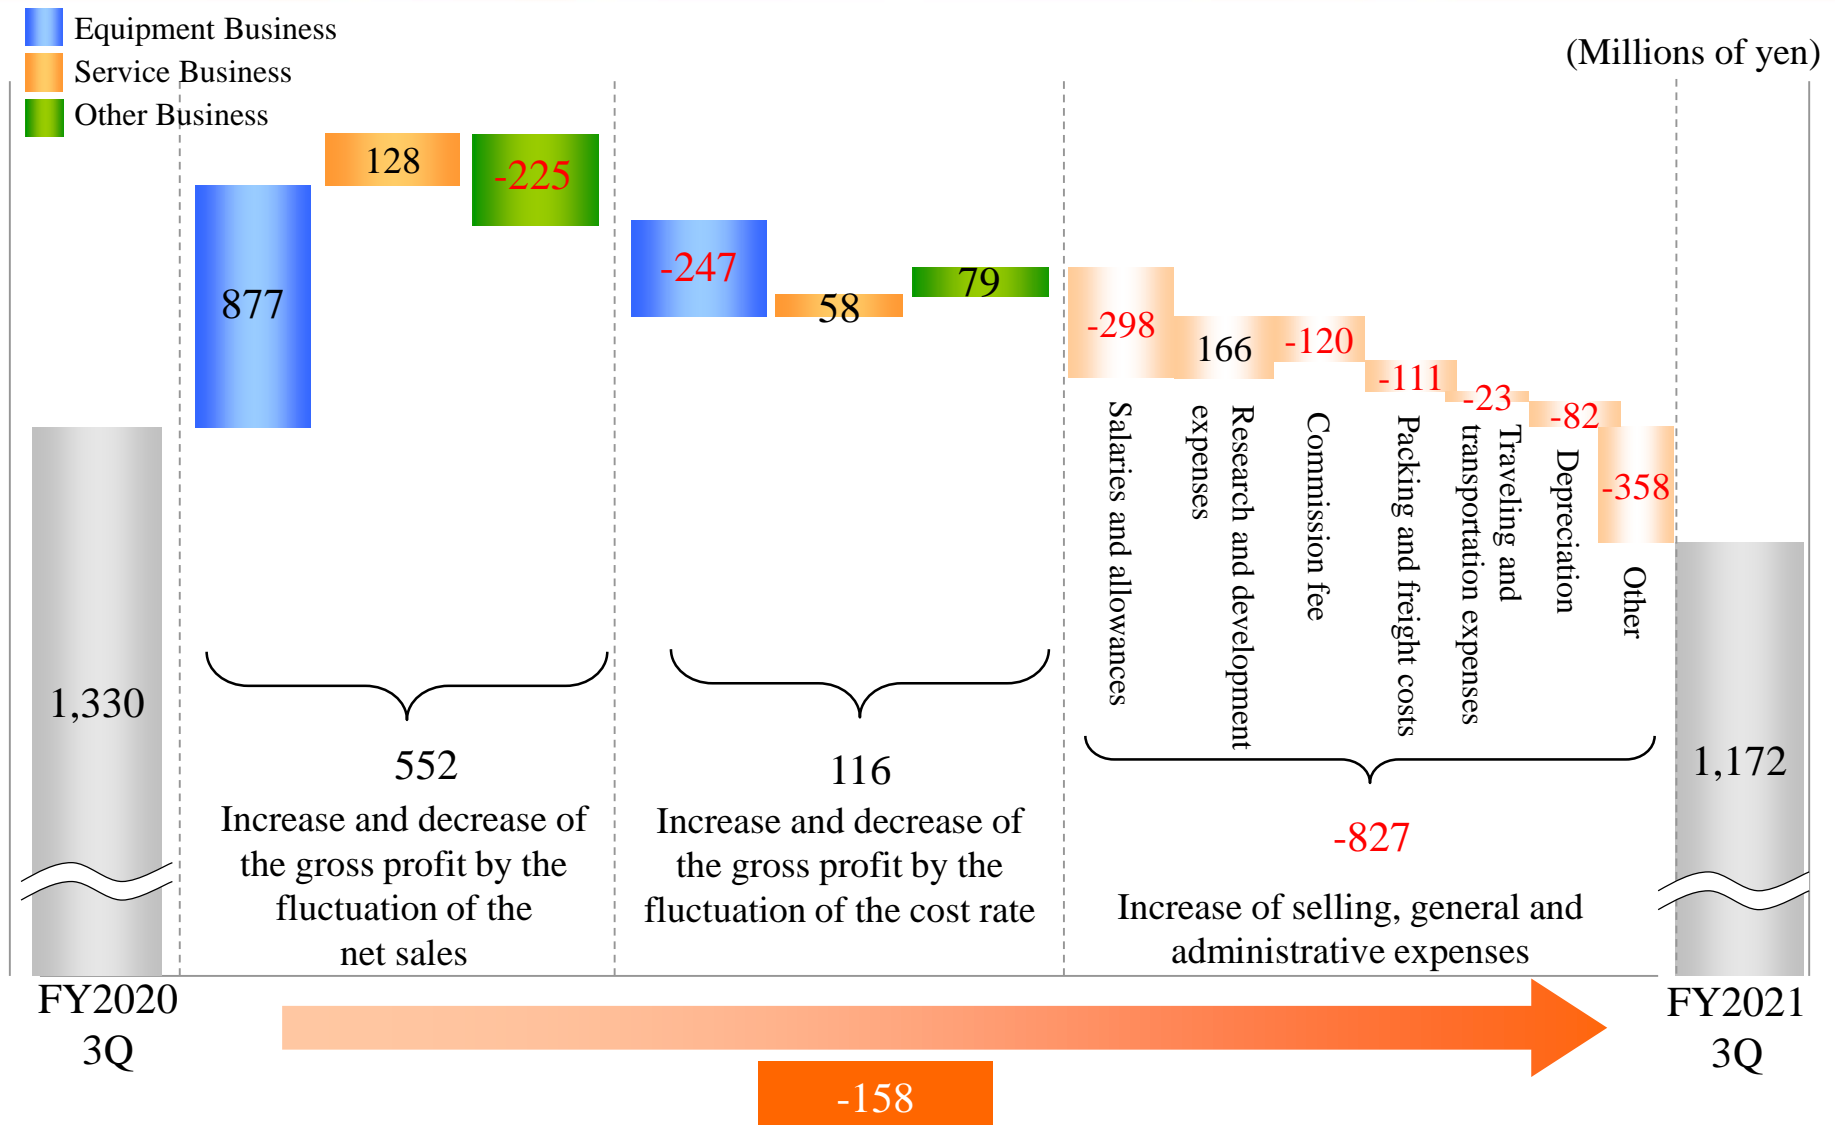 Equipment Business
Service Business
Other Business
(Millions of yen)
1,330
877
128
-225
-247
58
79
-298
166
-120
-111
-23
-82
-358
Salaries and allowances
Research and development
expenses
Commission fee
Packing and freight costs
Traveling and
transportation expenses
Depreciation
Other
1,172
552
Increase and decrease of
the gross profit by the
fluctuation of the
net sales
116
Increase and decrease of
the gross profit by the
fluctuation of the cost rate
-827
Increase of selling, general and
administrative expenses
FY2020
3Q
FY2021
3Q
-158